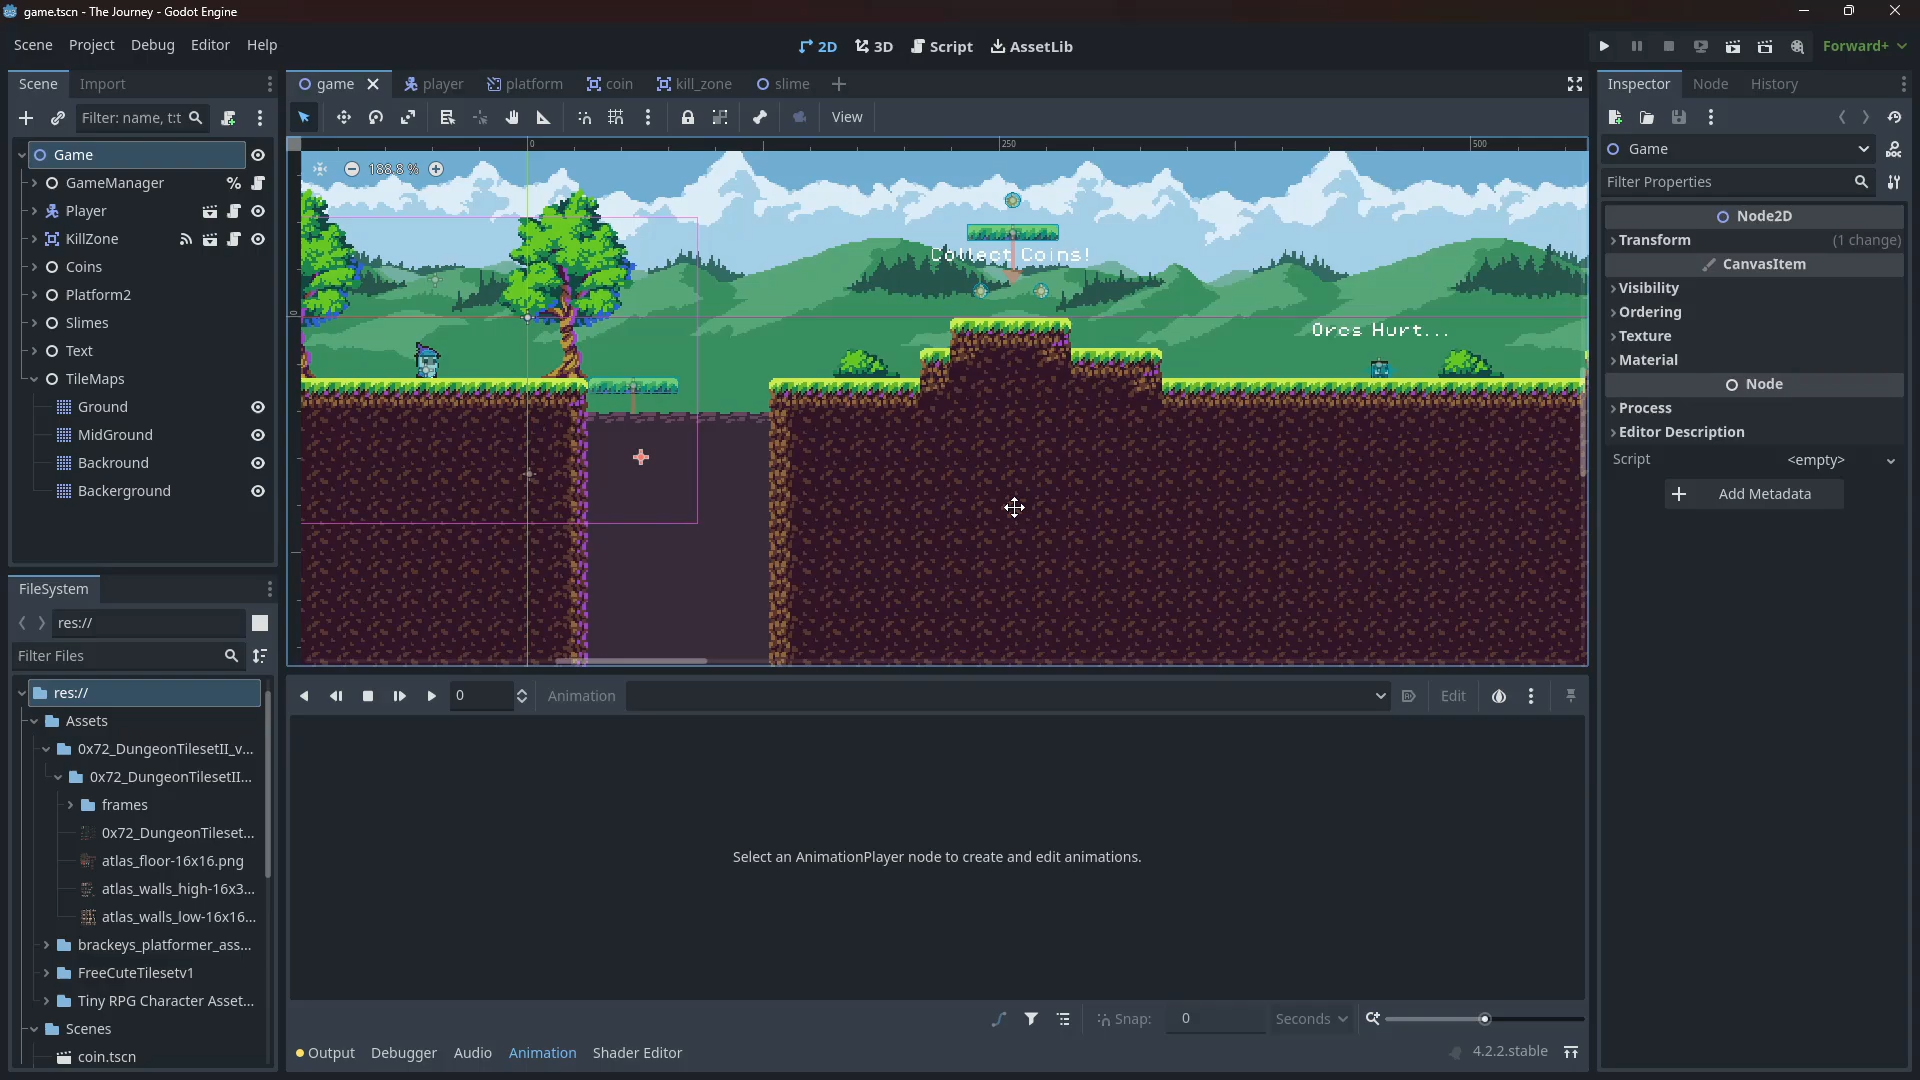 game.tscn - The Journey - Godot Engine
Scene Project Debug Editor Help
2D 3D Script AssetLib
Forward+
Scene Import
game player platform coin kill_zone slime
Inspector Node History
Filter: name, t:t
View
Game
GameManager
Player
KillZone
Coins
Platform2
Slimes
Text
TileMaps
Ground
MidGround
Backround
Backerground
0 250 500
188.8 %
Collect Coins!
Orcs Hurt...
0
Game
Filter Properties
Node2D
Transform (1 change)
CanvasItem
Visibility
Ordering
Texture
Material
Node
Process
Editor Description
Script <empty>
Add Metadata
FileSystem
res://
Filter Files
res://
Assets
0x72_DungeonTilesetII_v...
0x72_DungeonTilesetII...
frames
0x72_DungeonTileset...
atlas_floor-16x16.png
atlas_walls_high-16x3...
atlas_walls_low-16x16...
brackeys_platformer_ass...
FreeCuteTilesetv1
Tiny RPG Character Asset...
Scenes
coin.tscn
0 Animation Edit
Select an AnimationPlayer node to create and edit animations.
Snap: 0 Seconds
Output Debugger Audio Animation Shader Editor
4.2.2.stable